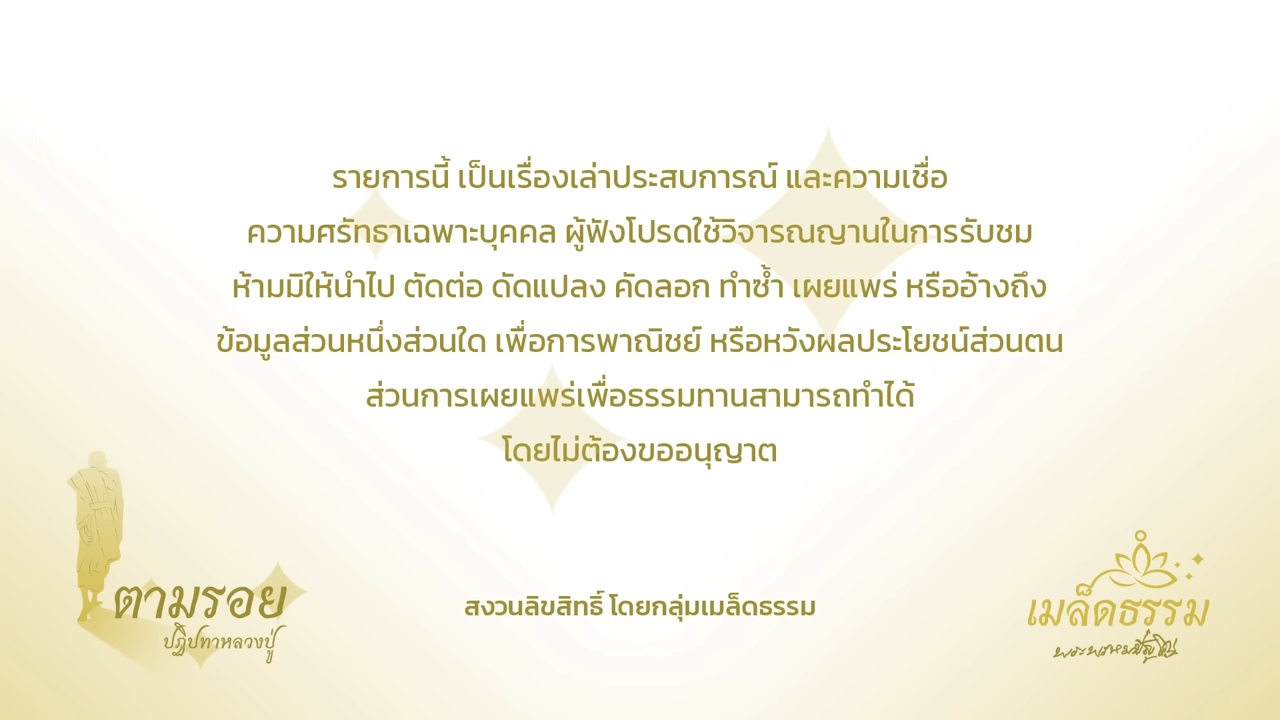 รายการนี้ เป็นเรื่องเล่าประสบการณ์ และความเชื่อ
ความศรัทธาเฉพาะบุคคล ผู้ฟังโปรดใช้วิจารณญานในการรับชม
ห้ามมิให้นำไป ตัดต่อ ดัดแปลง คัดลอก ทำซ้ำ เผยแพร่ หรืออ้างถึง
ข้อมูลส่วนหนึ่งส่วนใด เพื่อการพาณิชย์ หรือหวังผลประโยชน์ส่วนตน
ส่วนการเผยแพร่เพื่อธรรมทานสามารถทำได้
โดยไม่ต้องขออนุญาต
ตามรอย
ปฏิปทาหลวงปู่
สงวนลิขสิทธิ์ โดยกลุ่มเมล็ดธรรม
เมล็ดธรรม
พระพรหมปัญโญ